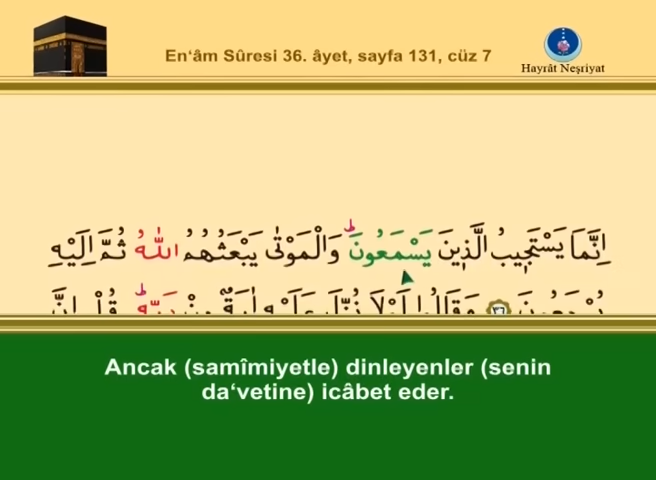 En‘âm Sûresi 36. âyet, sayfa 131, cüz 7
Hayrât Neşriyat
اِنَّمَا يَسْتَجٖيبُ الَّذٖينَ يَسْمَعُونَ ط وَالْمَوْتٰى يَبْعَثُهُمُ اللّٰهُ ثُمَّ اِلَيْهِ
Ancak (samîmiyetle) dinleyenler (senin
da‘vetine) icâbet eder.